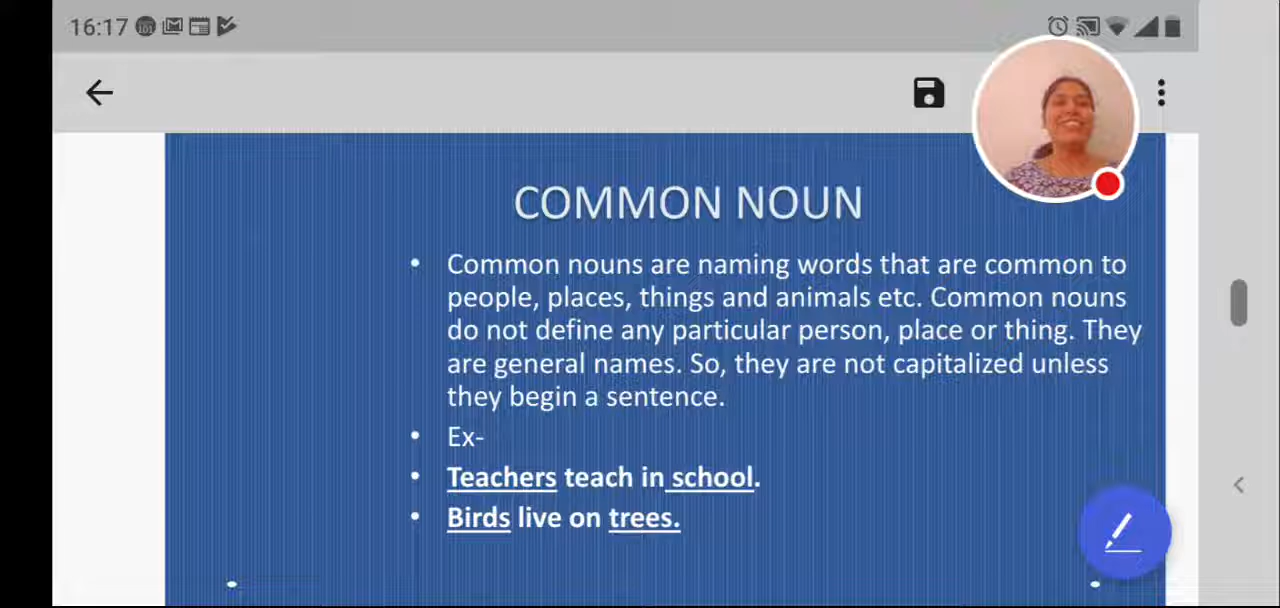 16:17
COMMON NOUN
• Common nouns are naming words that are common to
people, places, things and animals etc. Common nouns
do not define any particular person, place or thing. They
are general names. So, they are not capitalized unless
they begin a sentence.
• Ex-
• Teachers teach in school.
• Birds live on trees.